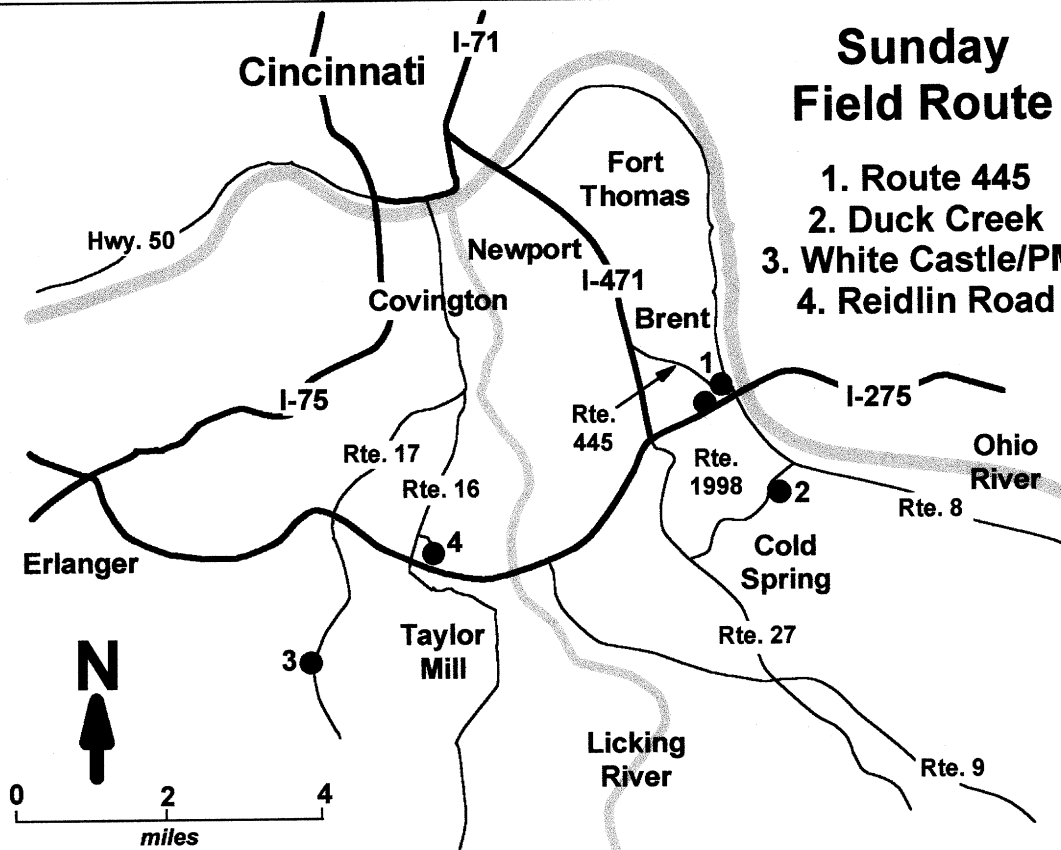 Sunday
Field Route
1. Route 445
2. Duck Creek
3. White Castle/PM
4. Reidlin Road
I-71
Cincinnati
Fort
Thomas
Hwy. 50
Newport
I-471
Covington
Brent
1
I-75
I-275
Rte.
445
Ohio
River
Rte. 17
Rte.
1998
Rte. 16
2
Rte. 8
4
Erlanger
Cold
Spring
Taylor
Mill
Rte. 27
3
N
Licking
River
Rte. 9
0 2 4
miles